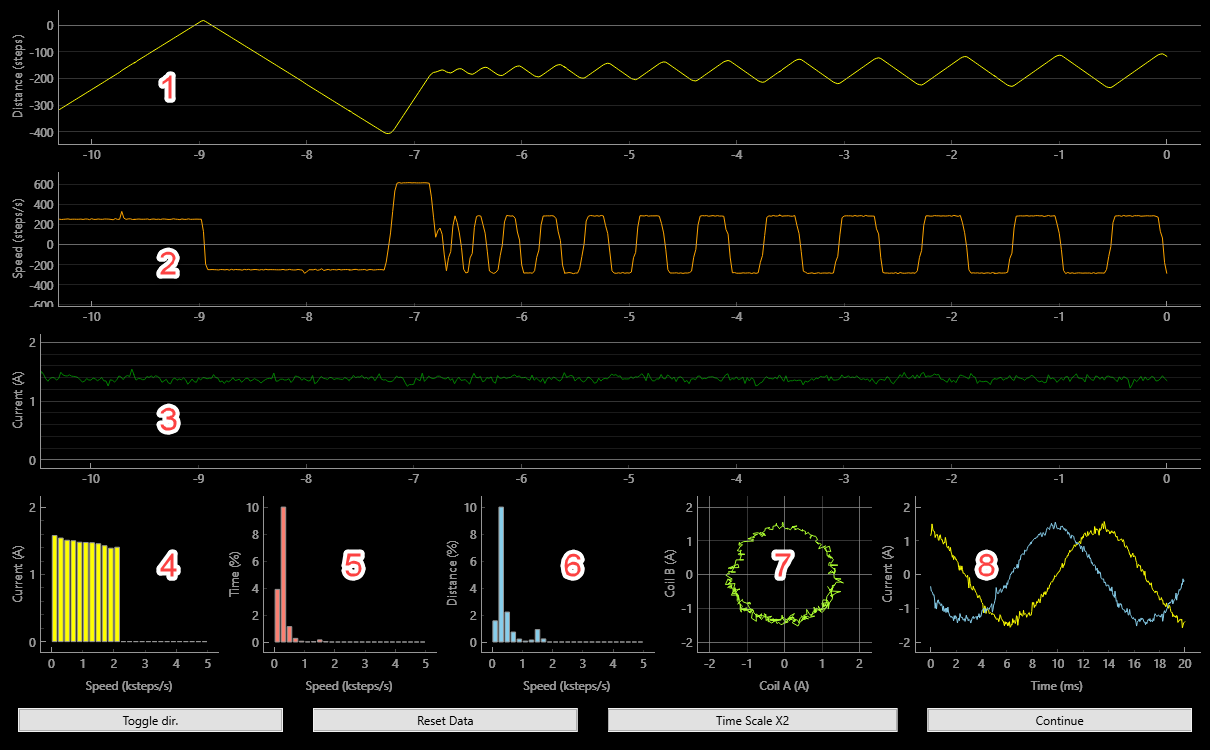 0
-100
-200
-300
-400
Distance (steps)
1
-10 -9 -8 -7 -6 -5 -4 -3 -2 -1 0
600
400
200
0
-200
-400
-600
Speed (steps/s)
2
-10 -9 -8 -7 -6 -5 -4 -3 -2 -1 0
2
1
0
Current (A)
3
-10 -9 -8 -7 -6 -5 -4 -3 -2 -1 0
2
1
0
Current (A)
4
0 1 2 3 4 5
Speed (ksteps/s)
10
8
6
4
2
0
Time (%)
5
0 1 2 3 4 5
Speed (ksteps/s)
10
8
6
4
2
0
Distance (%)
6
0 1 2 3 4 5
Speed (ksteps/s)
2
1
0
-1
-2
Coil B (A)
7
-2 -1 0 1 2
Coil A (A)
2
1
0
-1
-2
Current (A)
8
0 2 4 6 8 10 12 14 16 18 20
Time (ms)
Toggle dir. Reset Data Time Scale X2 Continue